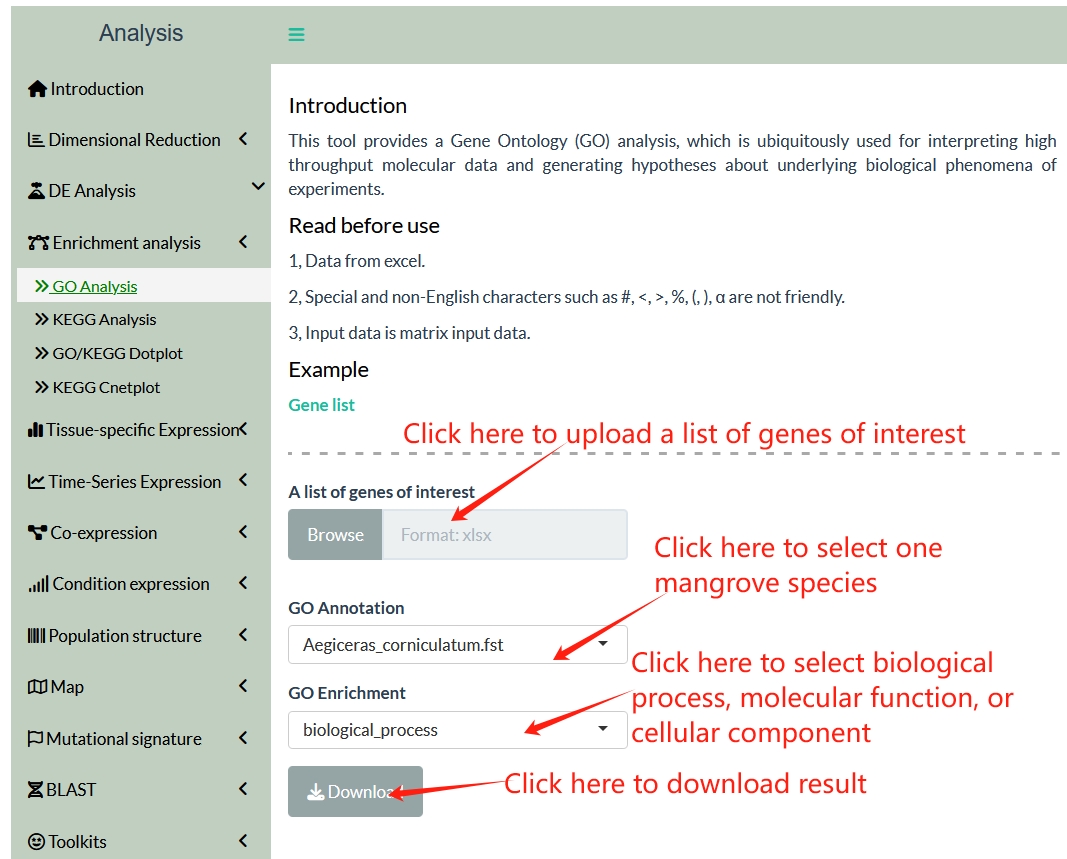 Analysis
Introduction
Dimensional Reduction
DE Analysis
Enrichment analysis
GO Analysis
KEGG Analysis
GO/KEGG Dotplot
KEGG Cnetplot
Tissue-specific Expression
Time-Series Expression
Co-expression
Condition expression
Population structure
Map
Mutational signature
BLAST
Toolkits
Introduction
This tool provides a Gene Ontology (GO) analysis, which is ubiquitously used for interpreting high
throughput molecular data and generating hypotheses about underlying biological phenomena of
experiments.
Read before use
1, Data from excel.
2, Special and non-English characters such as #, <, >, %, (, ), α are not friendly.
3, Input data is matrix input data.
Example
Gene list
Click here to upload a list of genes of interest
A list of genes of interest
Browse
Format: xlsx
Click here to select one
mangrove species
GO Annotation
Aegiceras_corniculatum.fst
Click here to select biological
process, molecular function, or
cellular component
GO Enrichment
biological_process
Click here to download result
Download